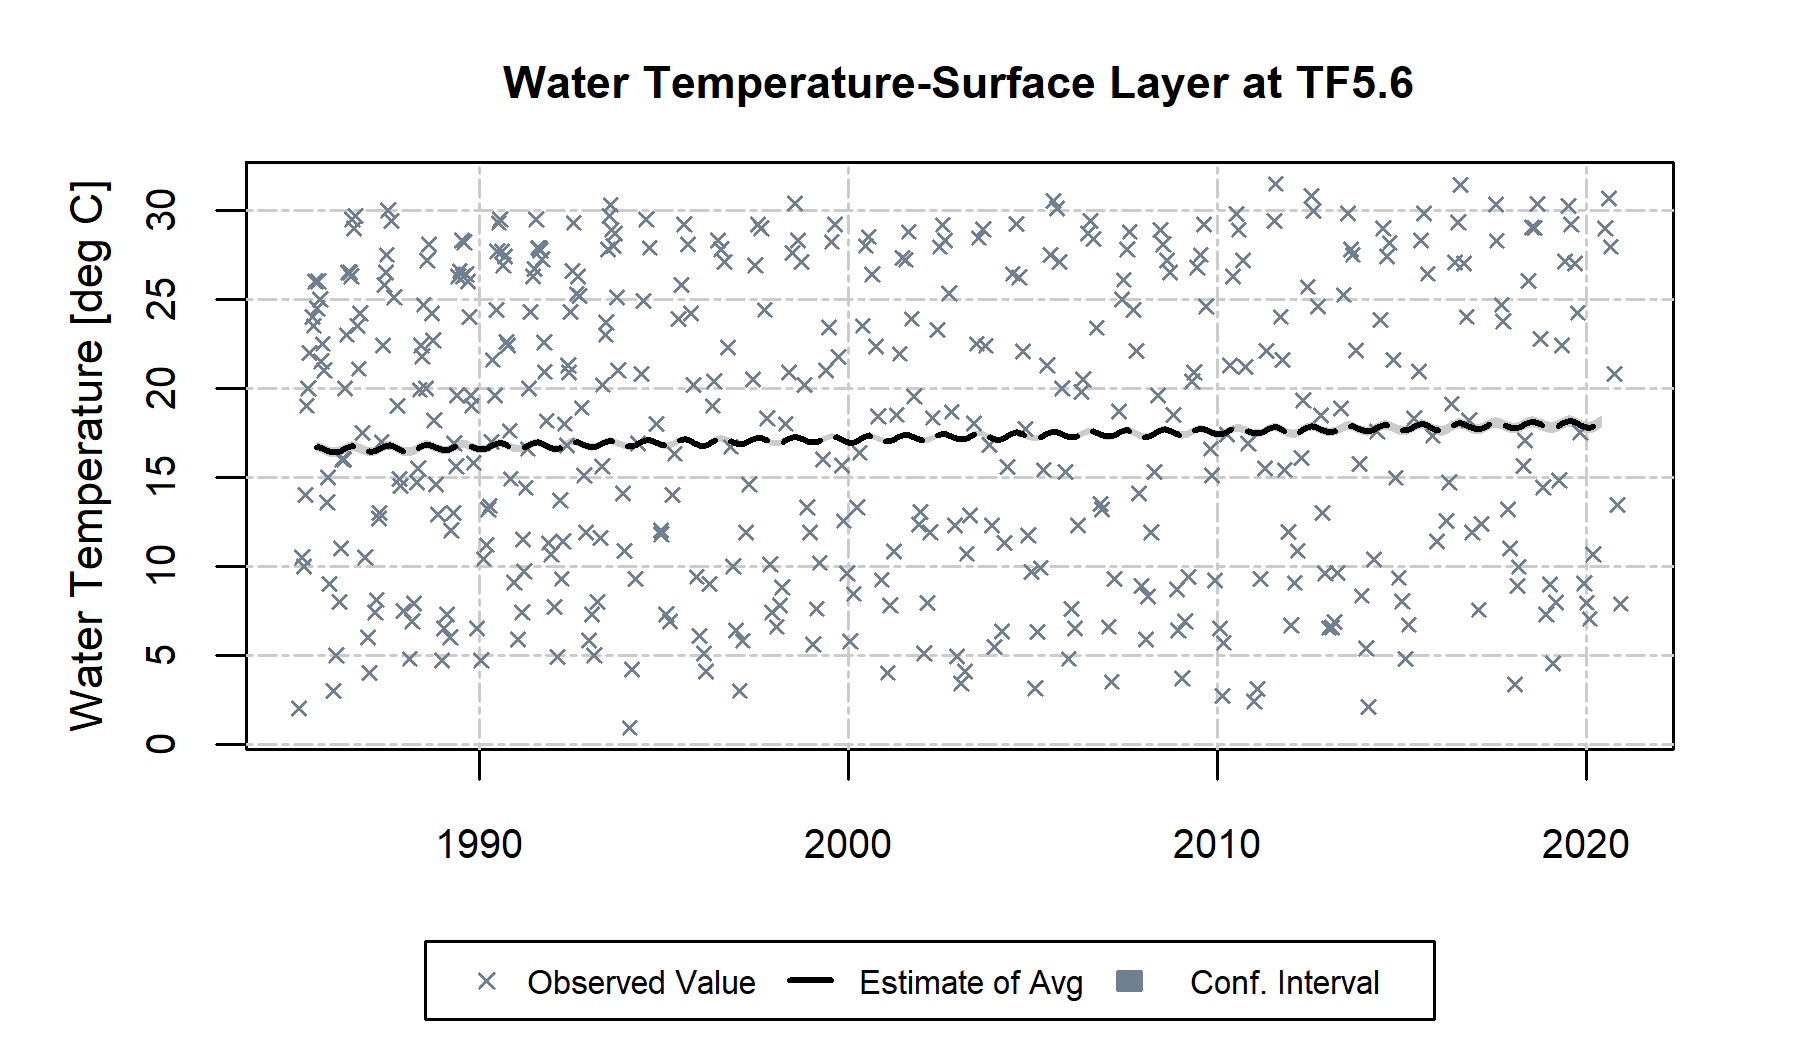 Water Temperature-Surface Layer at TF5.6
Water Temperature [deg C]
30
25
20
15
10
5
0
1990 2000 2010 2020
Observed Value Estimate of Avg Conf. Interval